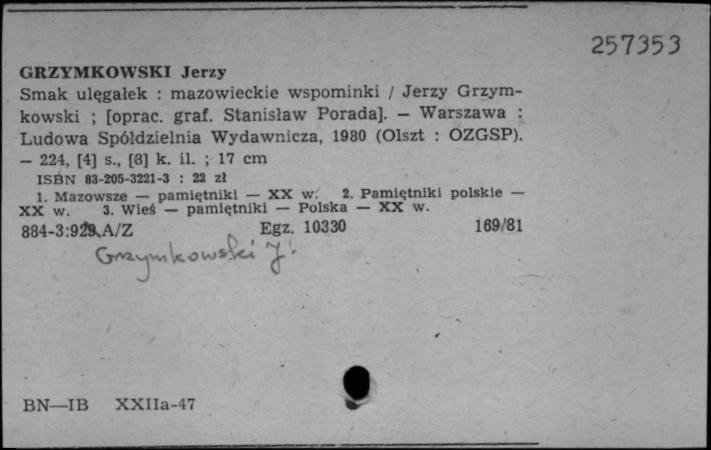 257353
GRZYMKOWSKI Jerzy
Smak ulęgałek : mazowieckie wspominki / Jerzy Grzym-
kowski ; [oprac. graf. Stanisław Porada]. — Warszawa :
Ludowa Spółdzielnia Wydawnicza, 1980 (Olszt : OZGSP).
— 224, [4] s., [8] k. il. ; 17 cm
ISBN 83-205-3221-3 : 22 zł
1. Mazowsze — pamiętniki — XX w. 2. Pamiętniki polskie —
XX w. 3. Wieś — pamiętniki — Polska — XX w.
884-3:929 A/Z Egz. 10330 169/81
Grzymkowski J.
BN—IB XXIIa-47